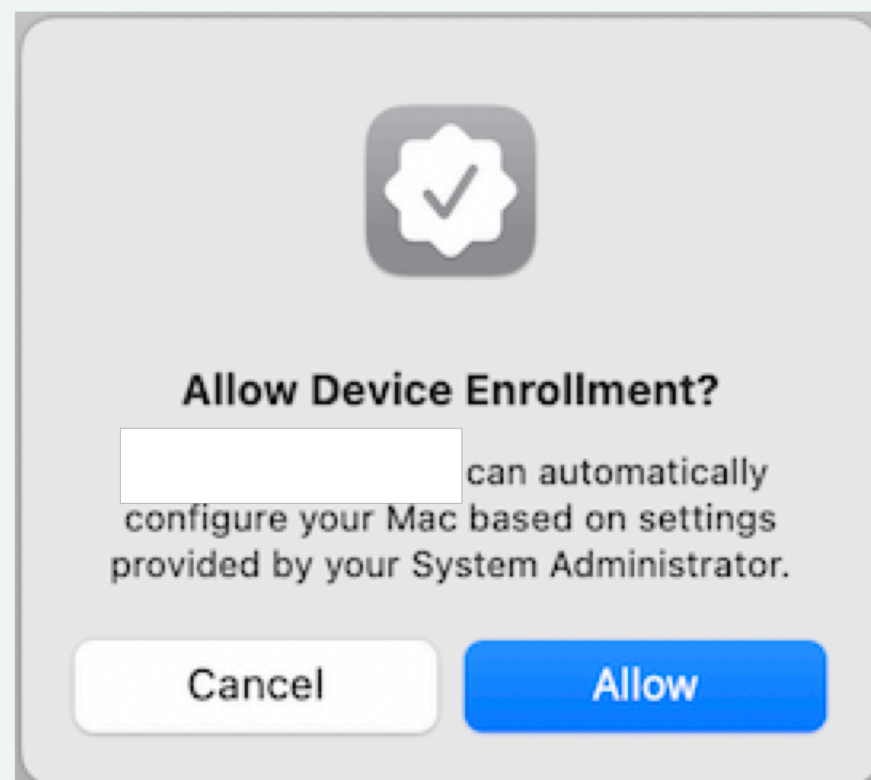 Allow Device Enrollment?
can automatically
configure your Mac based on settings
provided by your System Administrator.
Cancel
Allow